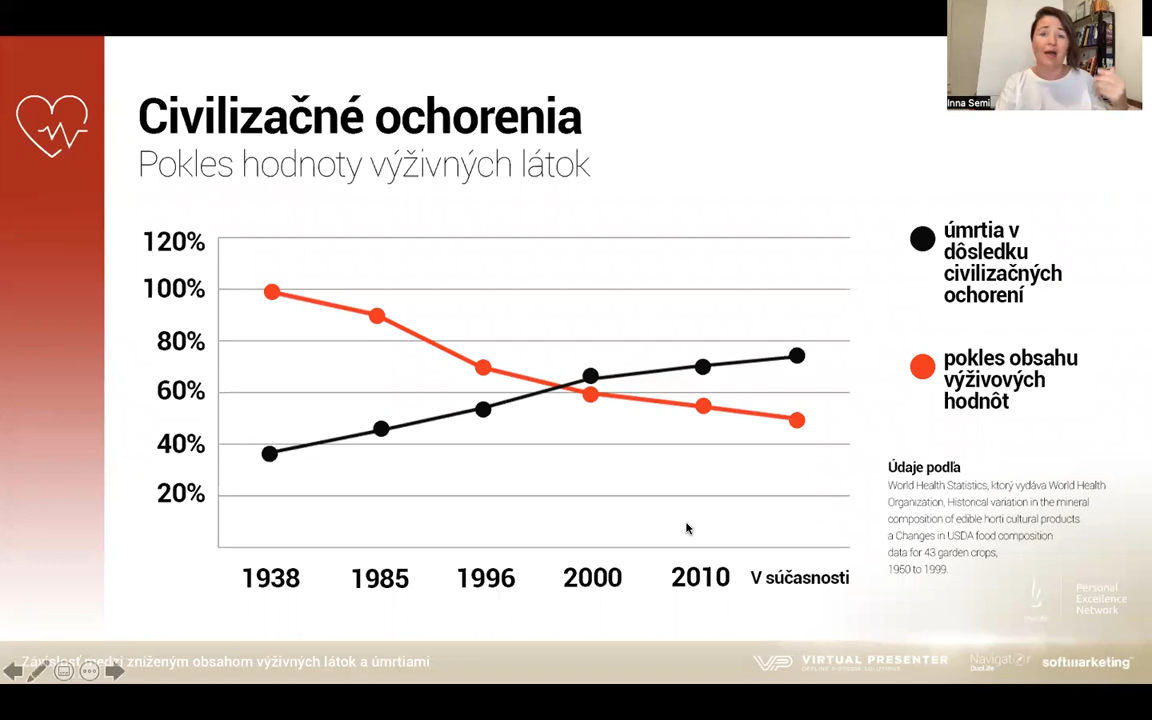 Inna Semi
Civilizačné ochorenia
Pokles hodnoty výživných látok
120%
100%
80%
60%
40%
20%
1938 1985 1996 2000 2010 V súčasnosti
úmrtia v
dôsledku
civilizačných
ochorení
pokles obsahu
výživových
hodnôt
Údaje podľa
World Health Statistics, ktorý vydáva World Health
Organization, Historical variation in the mineral
composition of edible horti cultural products
a Changes in USDA food composition
data for 43 garden crops,
1950 to 1999.
Personal
Excellence
Network
Závislosť medzi zníženým obsahom výživných látok a úmrtiami
VP VIRTUAL PRESENTER
Navigator
DuoLife
softmarketing